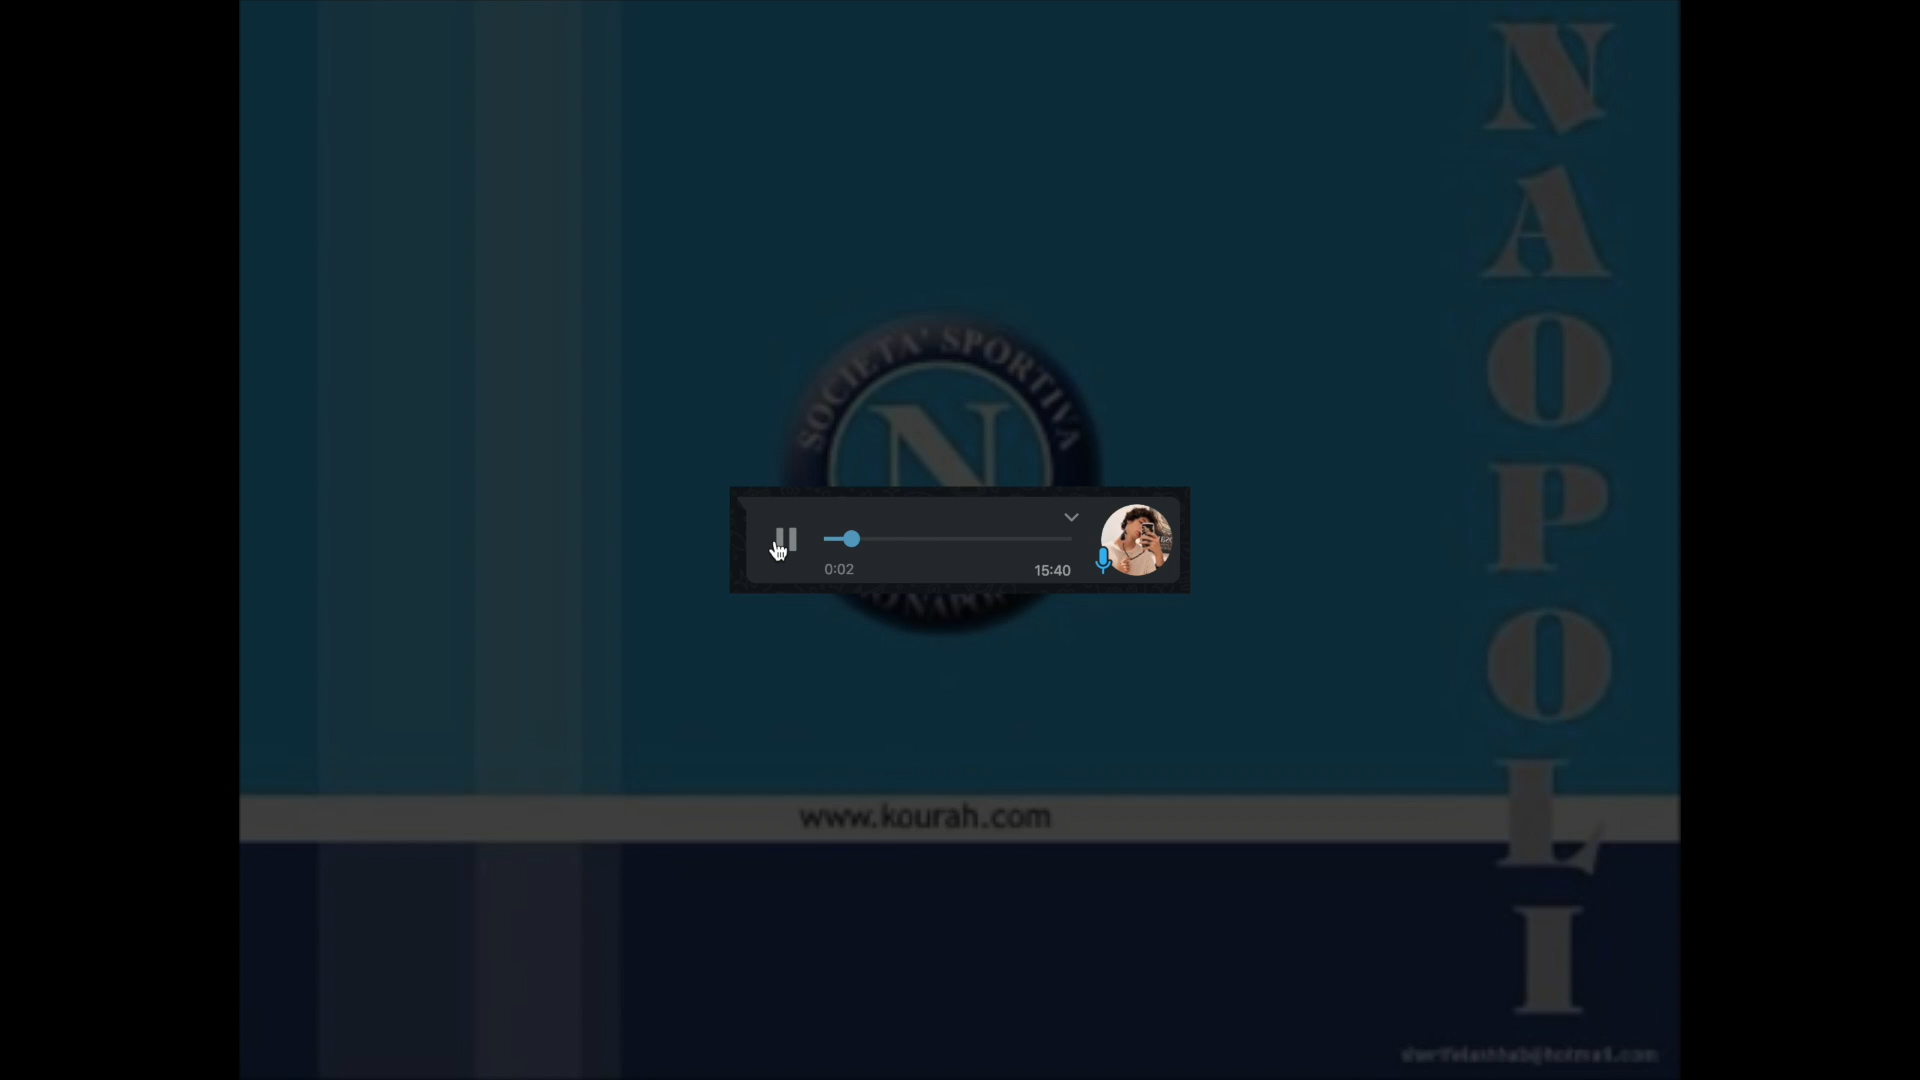 NAPOLI
SOCIETA' SPORTIVA
N
0:02
15:40
www.kourah.com